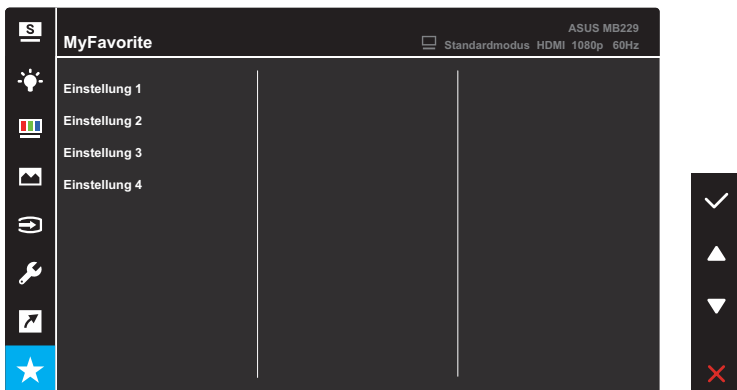 S
ASUS MB229
MyFavorite
Standardmodus HDMI 1080p 60Hz
Einstellung 1
Einstellung 2
Einstellung 3
Einstellung 4